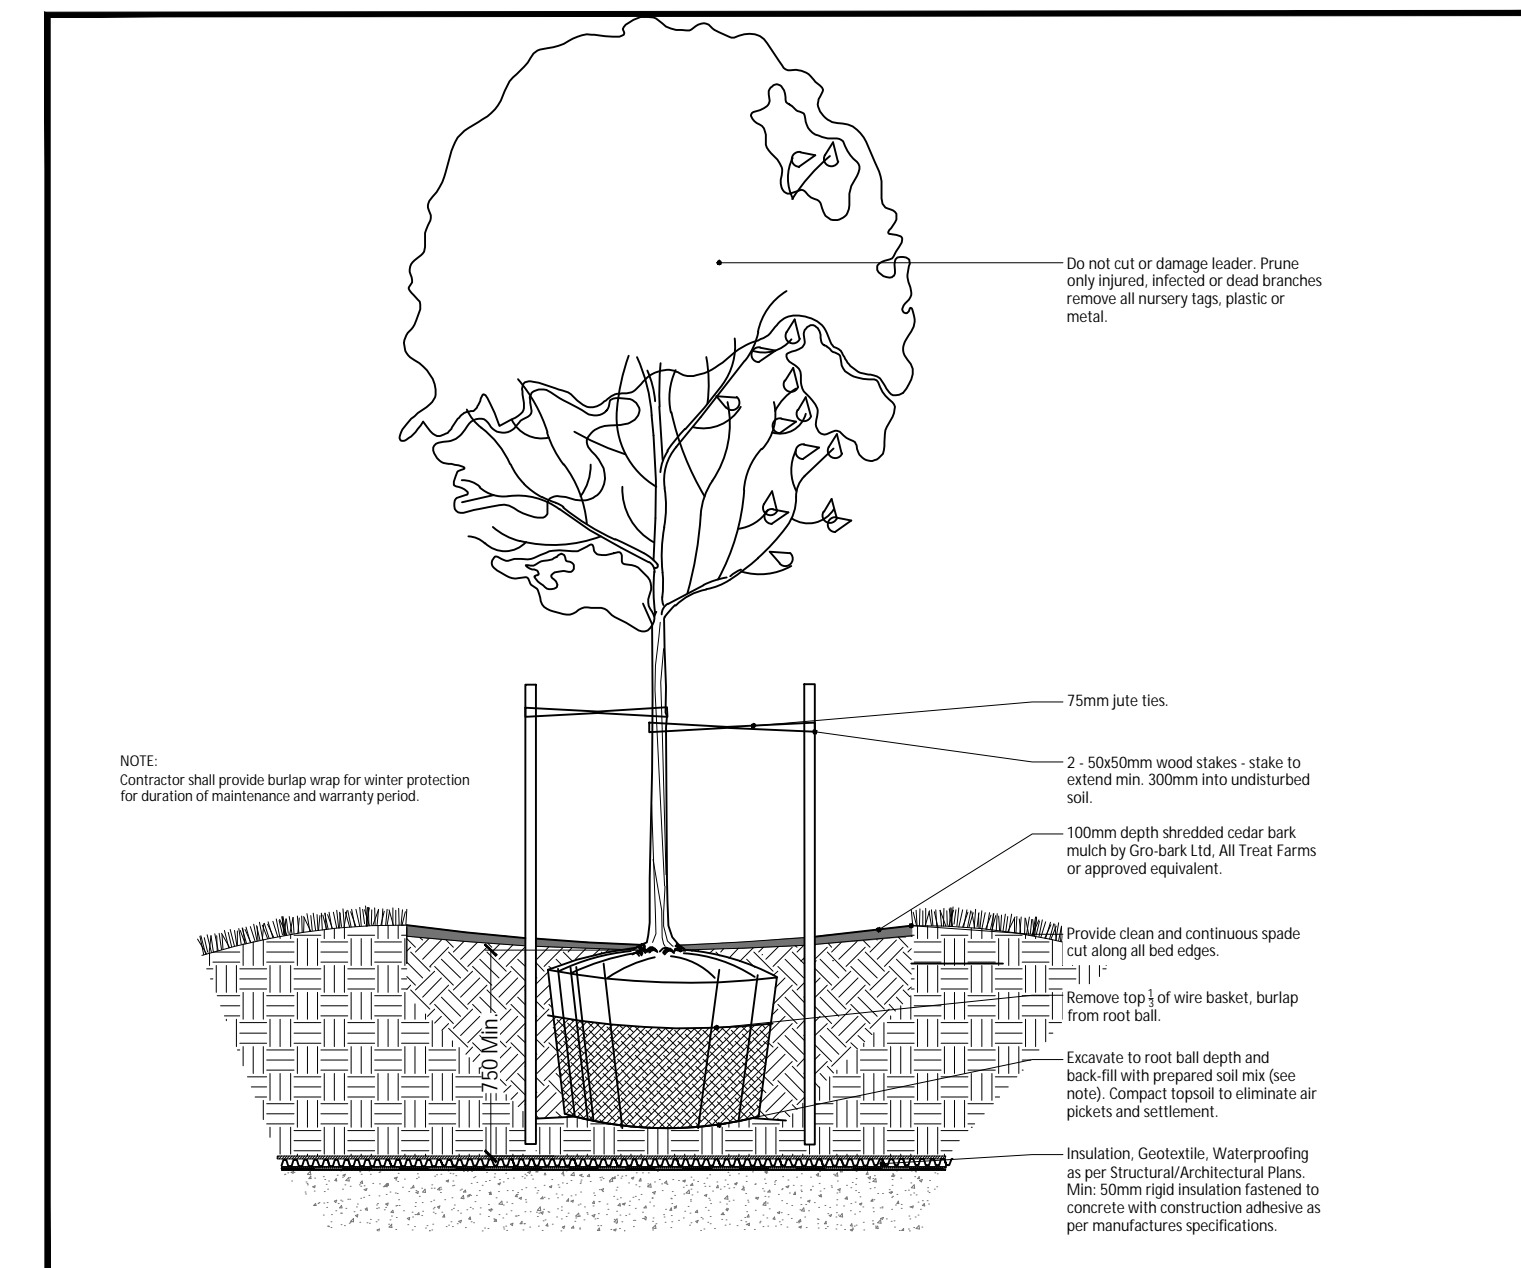 Do not cut or damage leader. Prune
only injured, infected or dead branches
remove all nursery tags, plastic or
metal.
75mm jute ties.
NOTE:
Contractor shall provide burlap wrap for winter protection
for duration of maintenance and warranty period.
2 - 50x50mm wood stakes - stake to
extend min. 300mm into undisturbed
soil.
100mm depth shredded cedar bark
mulch by Gro-bark Ltd, All Treat Farms
or approved equivalent.
Provide clean and continuous spade
cut along all bed edges.
Remove top 1/3 of wire basket, burlap
from root ball.
750 Min.
Excavate to root ball depth and
back-fill with prepared soil mix (see
note). Compact topsoil to eliminate air
pickets and settlement.
Insulation, Geotextile, Waterproofing
as per Structural/Architectural Plans.
Min: 50mm rigid insulation fastened to
concrete with construction adhesive as
per manufactures specifications.